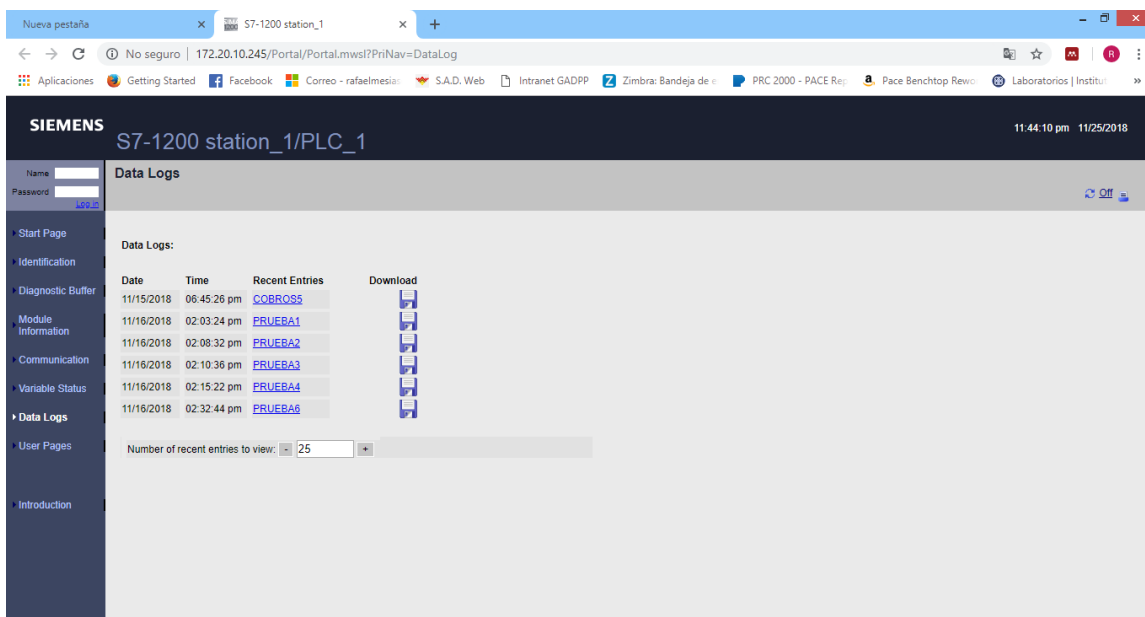 Nueva pestaña
S7-1200 station_1
No seguro | 172.20.10.245/Portal/Portal.mwsl?PriNav=DataLog
Aplicaciones Getting Started Facebook Correo - rafaelmesias S.A.D. Web Intranet GADPP Zimbra: Bandeja de e PRC 2000 - PACE Rep Pace Benchtop Rewo Laboratorios | Institut »
SIEMENS
S7-1200 station_1/PLC_1
11:44:10 pm 11/25/2018
Name
Password
Log in
Data Logs
Off
Start Page
Identification
Diagnostic Buffer
Module Information
Communication
Variable Status
Data Logs
User Pages
Introduction
Data Logs:
Date Time Recent Entries Download
11/15/2018 06:45:26 pm COBROS5
11/16/2018 02:03:24 pm PRUEBA1
11/16/2018 02:08:32 pm PRUEBA2
11/16/2018 02:10:36 pm PRUEBA3
11/16/2018 02:15:22 pm PRUEBA4
11/16/2018 02:32:44 pm PRUEBA6
Number of recent entries to view: - 25 +